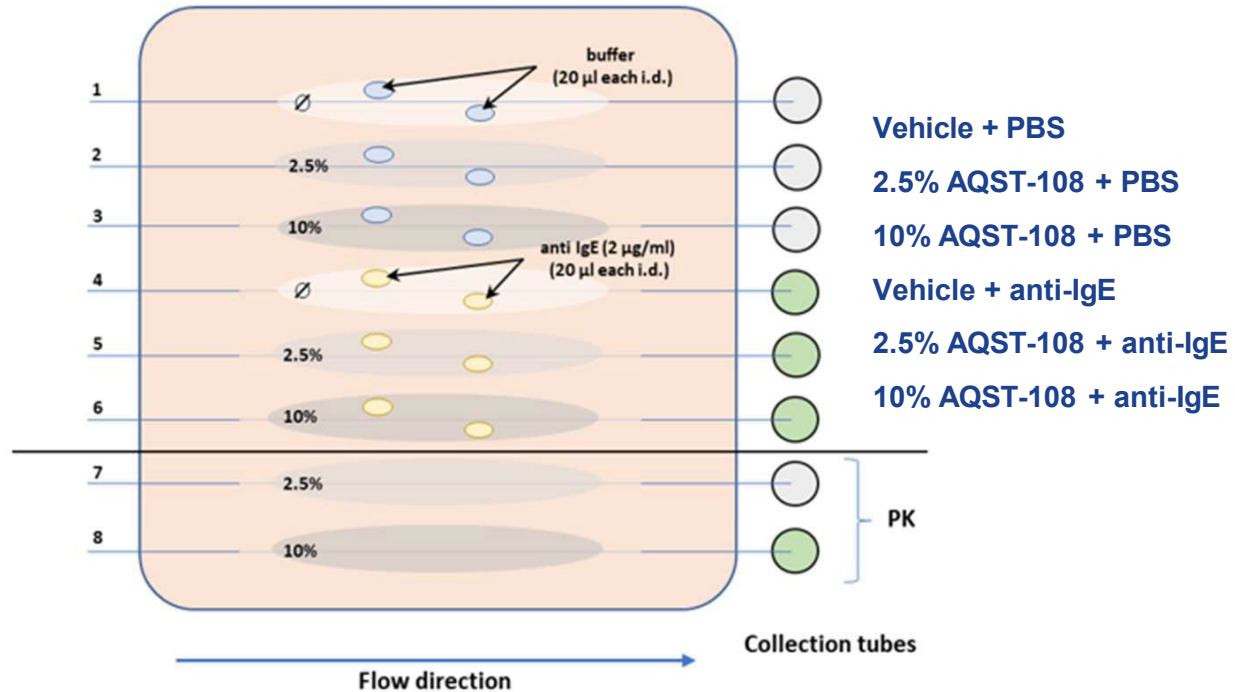 buffer
(20 µl each i.d.)
1
Ø
Vehicle + PBS
2
2.5%
2.5% AQST-108 + PBS
3
10%
10% AQST-108 + PBS
anti IgE (2 µg/ml)
(20 µl each i.d.)
4
Ø
Vehicle + anti-IgE
5
2.5%
2.5% AQST-108 + anti-IgE
6
10%
10% AQST-108 + anti-IgE
7
2.5%
PK
8
10%
Collection tubes
Flow direction